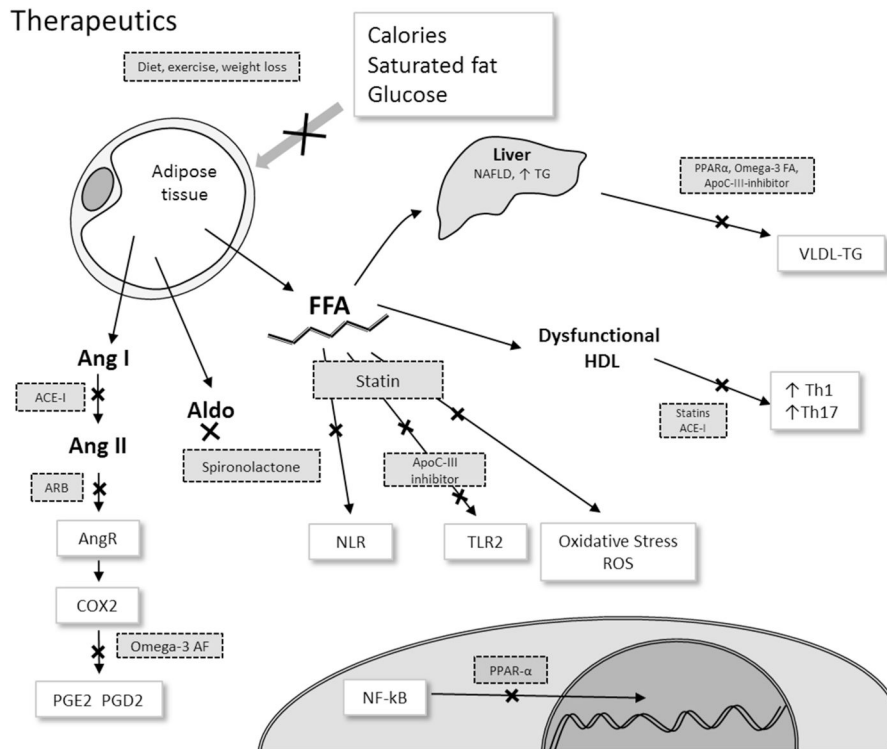 Therapeutics
Calories
Saturated fat
Glucose
Diet, exercise, weight loss
Adipose
tissue
Liver
NAFLD, ↑ TG
PPARα, Omega-3 FA,
ApoC-III-inhibitor
VLDL-TG
FFA
Dysfunctional
HDL
Ang I
Statin
↑ Th1
↑Th17
ACE-I
Aldo
Statins
ACE-I
Ang II
Spironolactone
ApoC-III
inhibitor
ARB
AngR
NLR
TLR2
Oxidative Stress
ROS
COX2
Omega-3 AF
PPAR-α
PGE2 PGD2
NF-kB